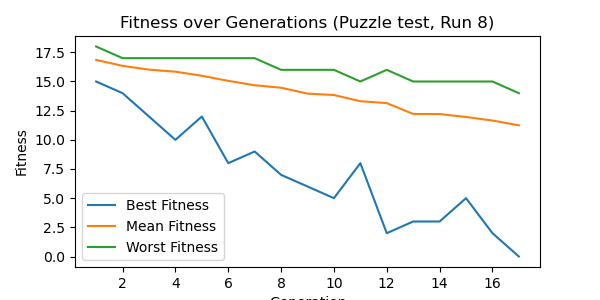 Fitness over Generations (Puzzle test, Run 8)
Fitness
17.5
15.0
12.5
10.0
7.5
5.0
2.5
0.0
Best Fitness
Mean Fitness
Worst Fitness
2 4 6 8 10 12 14 16
Generation